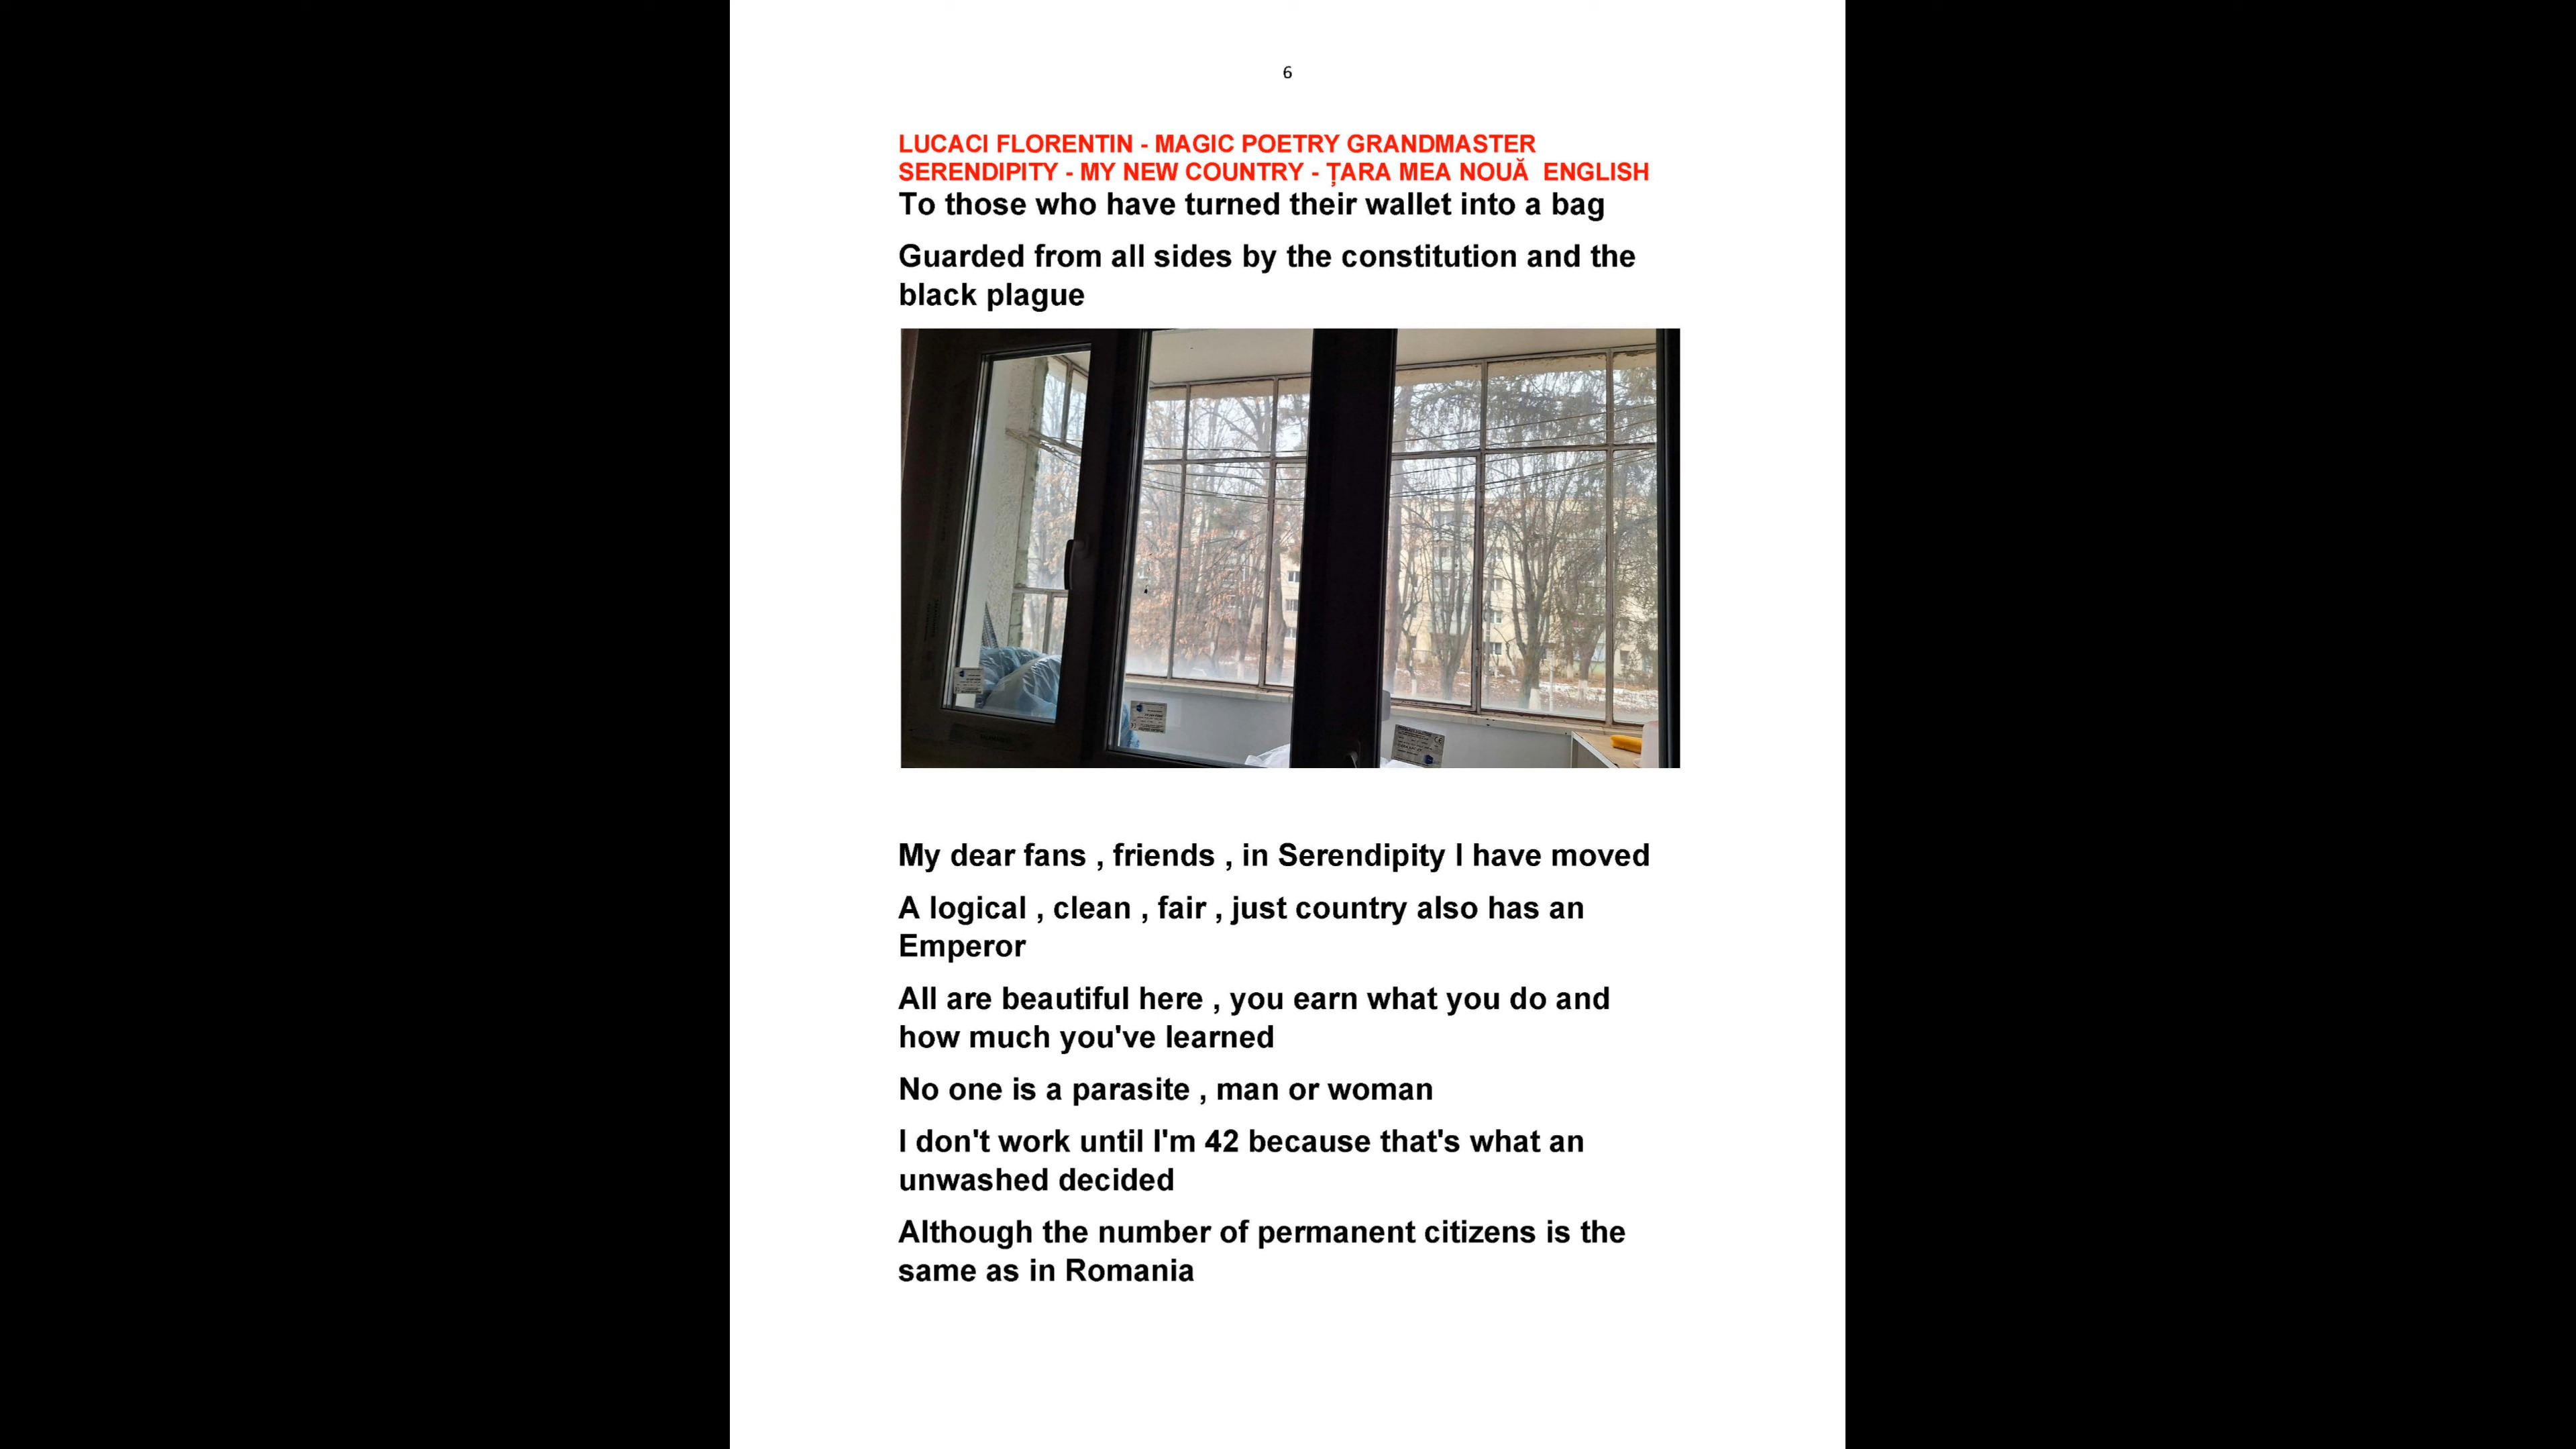 6
LUCACI FLORENTIN - MAGIC POETRY GRANDMASTER
SERENDIPITY - MY NEW COUNTRY - ȚARA MEA NOUĂ  ENGLISH
To those who have turned their wallet into a bag
Guarded from all sides by the constitution and the
black plague
My dear fans , friends , in Serendipity I have moved
A logical , clean , fair , just country also has an
Emperor
All are beautiful here , you earn what you do and
how much you've learned
No one is a parasite , man or woman
I don't work until I'm 42 because that's what an
unwashed decided
Although the number of permanent citizens is the
same as in Romania